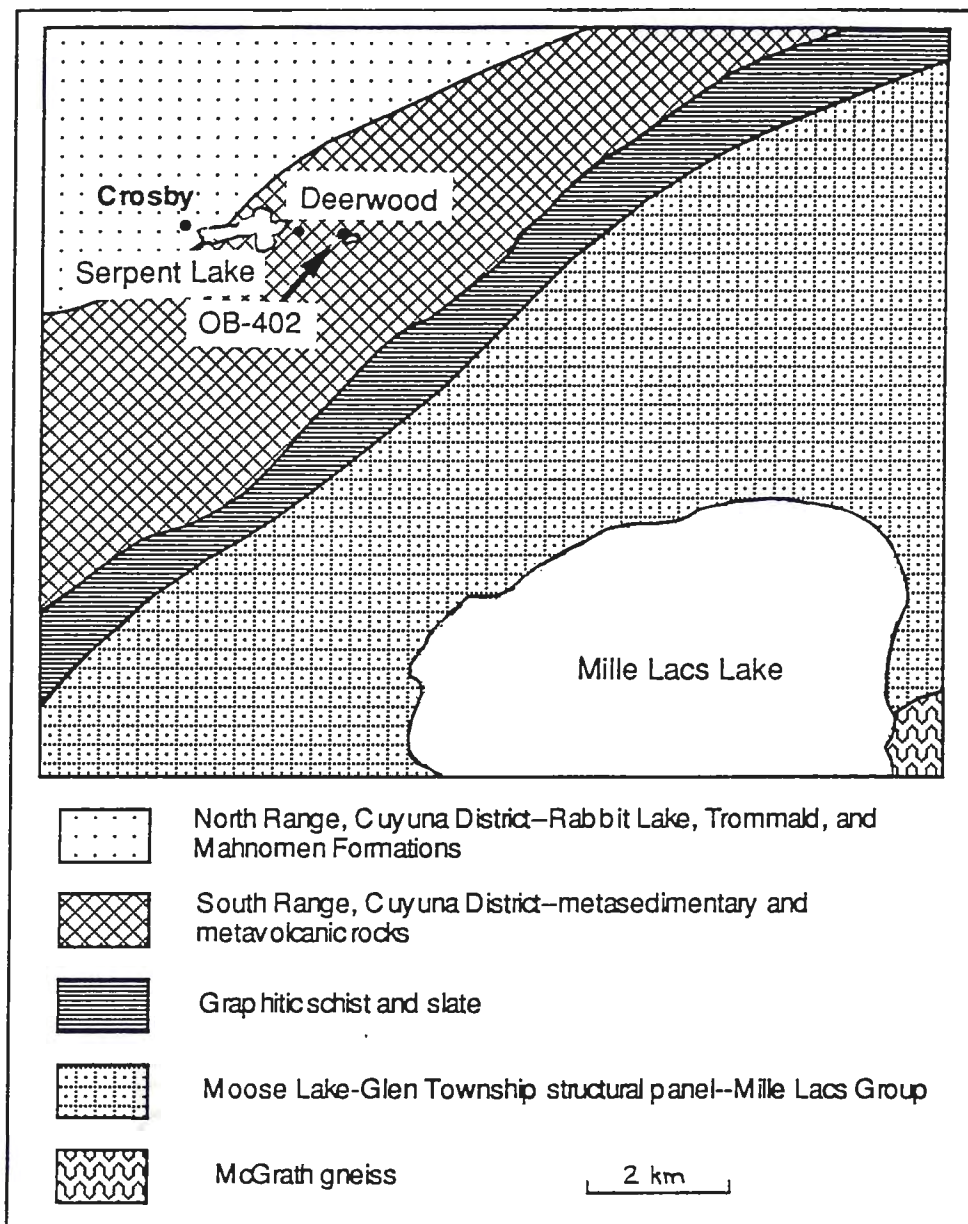 Crosby
Deerwood
Serpent Lake
OB-402
Mille Lacs Lake
North Range, Cuyuna District–Rabbit Lake, Trommald, and
Mahnomen Formations
South Range, Cuyuna District–metasedimentary and
metavolcanic rocks
Graphitic schist and slate
Moose Lake-Glen Township structural panel--Mille Lacs Group
McGrath gneiss
2 km